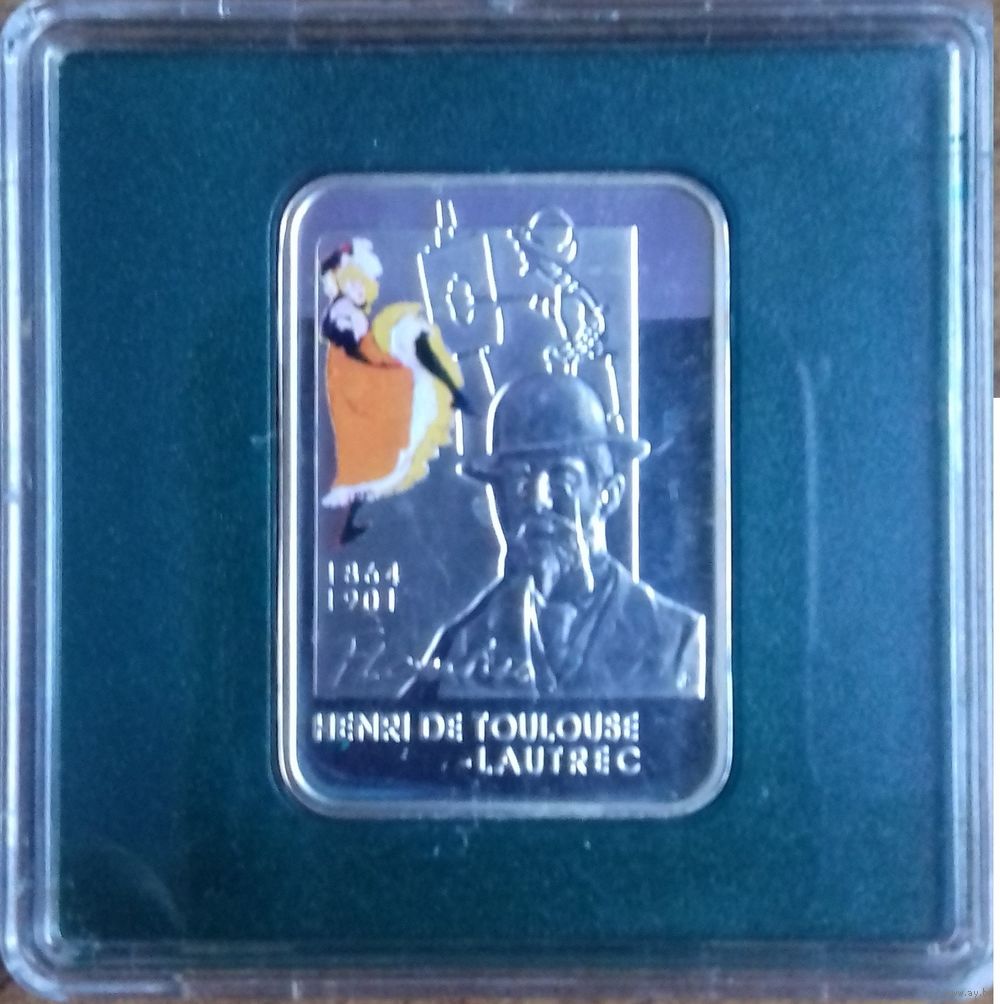 1864
1901
HENRI DE TOULOUSE
-LAUTREC